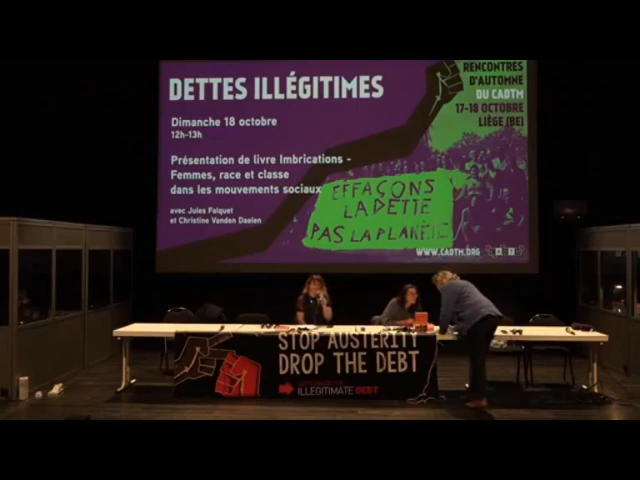 DETTES ILLÉGITIMES
Dimanche 18 octobre
12h-13h
Présentation de livre Imbrications -
Femmes, race et classe
dans les mouvements sociaux
avec Jules Falquet
et Christine Vanden Daelen
RENCONTRES
D'AUTOMNE
DU CADTM
17-18 OCTOBRE
LIÈGE (BE)
EFFAÇONS
LA DETTE
PAS LA PLANÈTE
WWW.CADTM.ORG
STOP AUSTERITY
DROP THE DEBT
ILLEGITIMATE DEBT